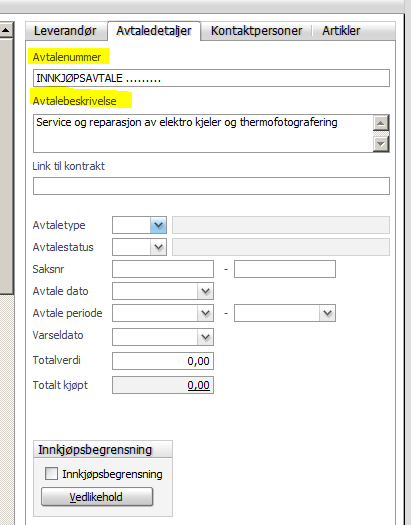 Leverandør Avtaledetaljer Kontaktpersoner Artikler
Avtalenummer
INNKJØPSAVTALE .........
Avtalebeskrivelse
Service og reparasjon av elektro kjeler og thermofotografering
Link til kontrakt
Avtaletype
Avtalestatus
Saksnr -
Avtale dato
Avtale periode -
Varseldato
Totalverdi 0,00
Totalt kjøpt 0,00
Innkjøpsbegrensning
Innkjøpsbegrensning
Vedlikehold